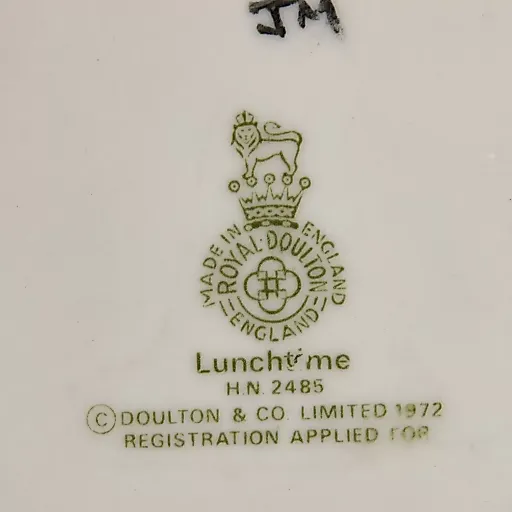 JM
MADE IN ENGLAND
ROYAL DOULTON
ENGLAND
Lunchtime
H.N. 2485
© DOULTON & CO. LIMITED 1972
REGISTRATION APPLIED FOR